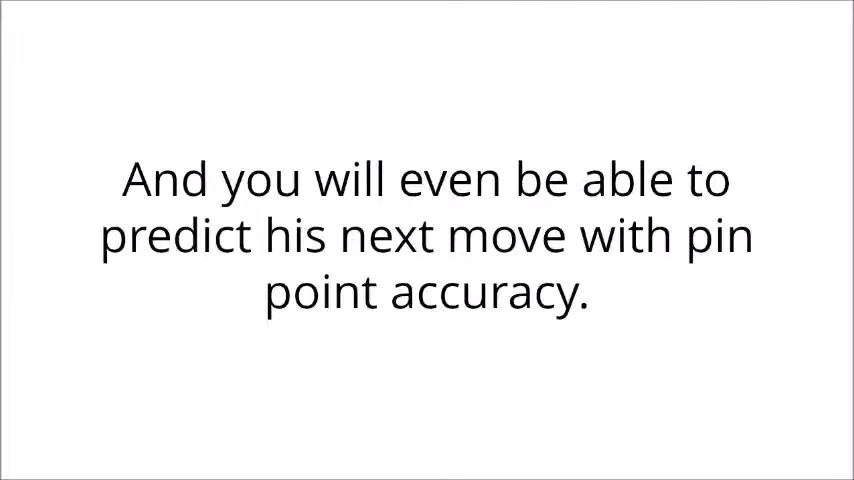 And you will even be able to
predict his next move with pin
point accuracy.